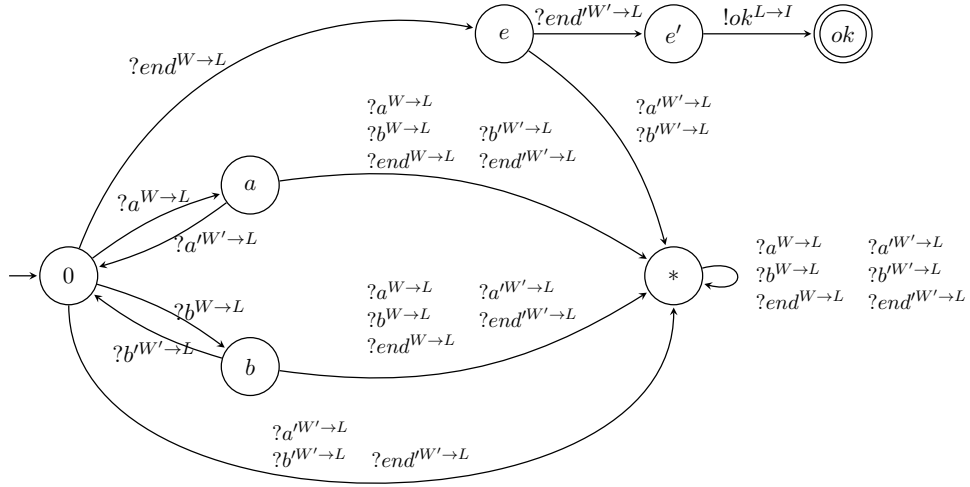 e
?end′^{W′→L}
e′
!ok^{L→I}
ok
?end^{W→L}
?a^{W→L}
?b^{W→L} ?b′^{W′→L}
?end^{W→L} ?end′^{W′→L}
?a′^{W′→L}
?b′^{W′→L}
a
?a^{W→L}
?a′^{W′→L}
0
*
?a^{W→L} ?a′^{W′→L}
?b^{W→L} ?b′^{W′→L}
?end^{W→L} ?end′^{W′→L}
?a^{W→L} ?a′^{W′→L}
?b^{W→L} ?end′^{W′→L}
?end^{W→L}
?b^{W→L}
?b′^{W′→L}
b
?a′^{W′→L}
?b′^{W′→L} ?end′^{W′→L}